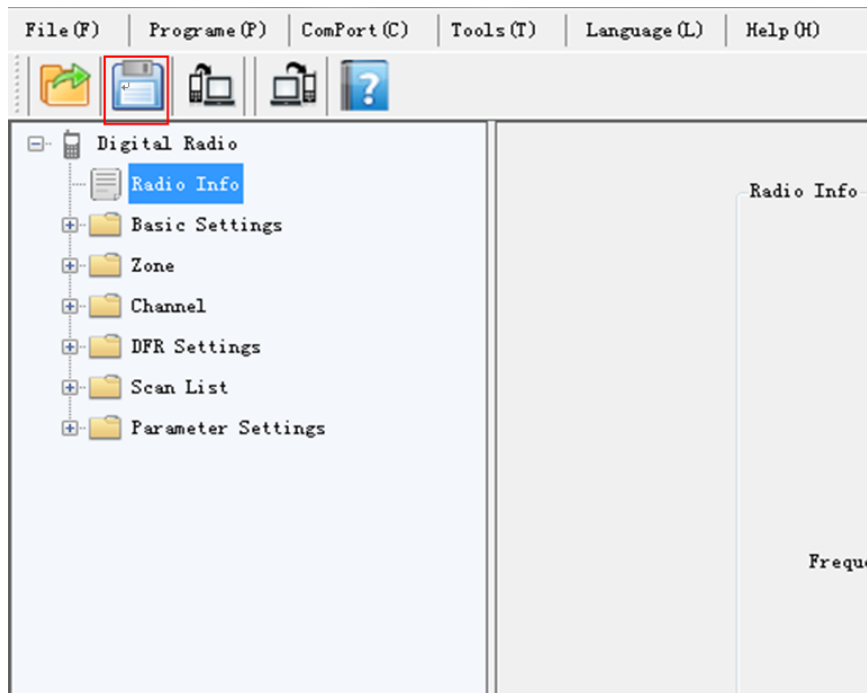 File(F) Programe(P) ComPort(C) Tools(T) Language(L) Help(H)
Digital Radio
Radio Info
Basic Settings
Zone
Channel
DFR Settings
Scan List
Parameter Settings
Radio Info